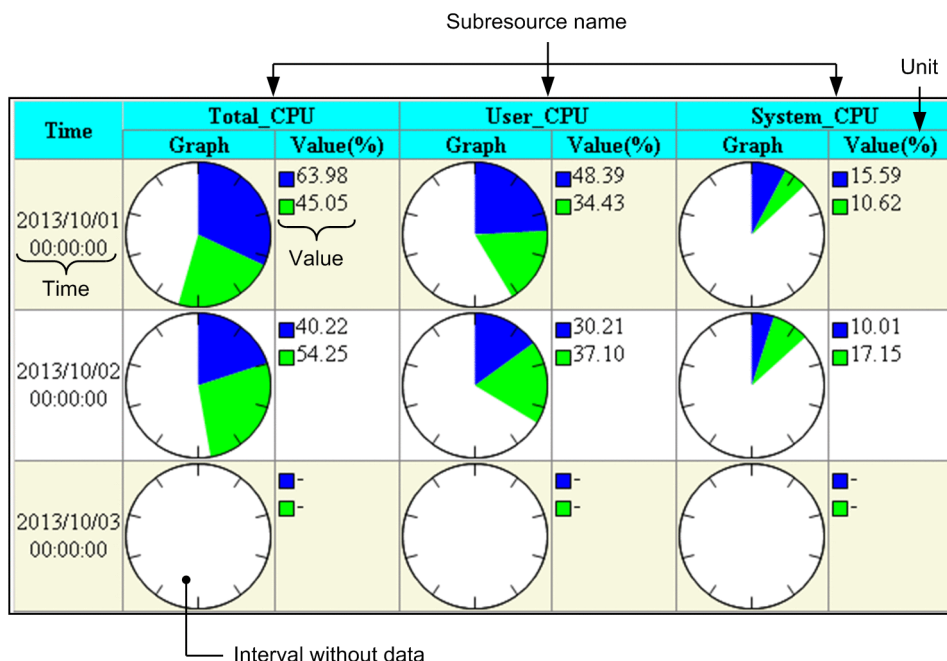 Subresource name
Unit
Time
Total_CPU
User_CPU
System_CPU
Graph
Value(%)
Graph
Value(%)
Graph
Value(%)
2013/10/01
00:00:00
Time
63.98
45.05
Value
48.39
34.43
15.59
10.62
2013/10/02
00:00:00
40.22
54.25
30.21
37.10
10.01
17.15
2013/10/03
00:00:00
-
-
-
-
-
-
Interval without data